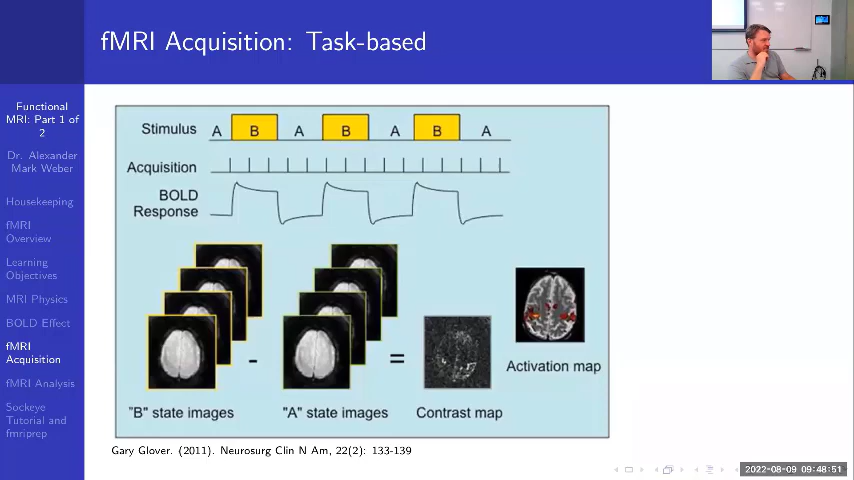 fMRI Acquisition: Task-based
Functional
MRI: Part 1 of
2
Dr. Alexander
Mark Weber
Housekeeping
fMRI
Overview
Learning
Objectives
MRI Physics
BOLD Effect
fMRI
Acquisition
fMRI Analysis
Sockeye
Tutorial and
fmriprep
Stimulus A B A B A B A
Acquisition
BOLD
Response
- =
"B" state images "A" state images Contrast map
Activation map
Gary Glover. (2011). Neurosurg Clin N Am, 22(2): 133-139
2022-08-09 09:48:51